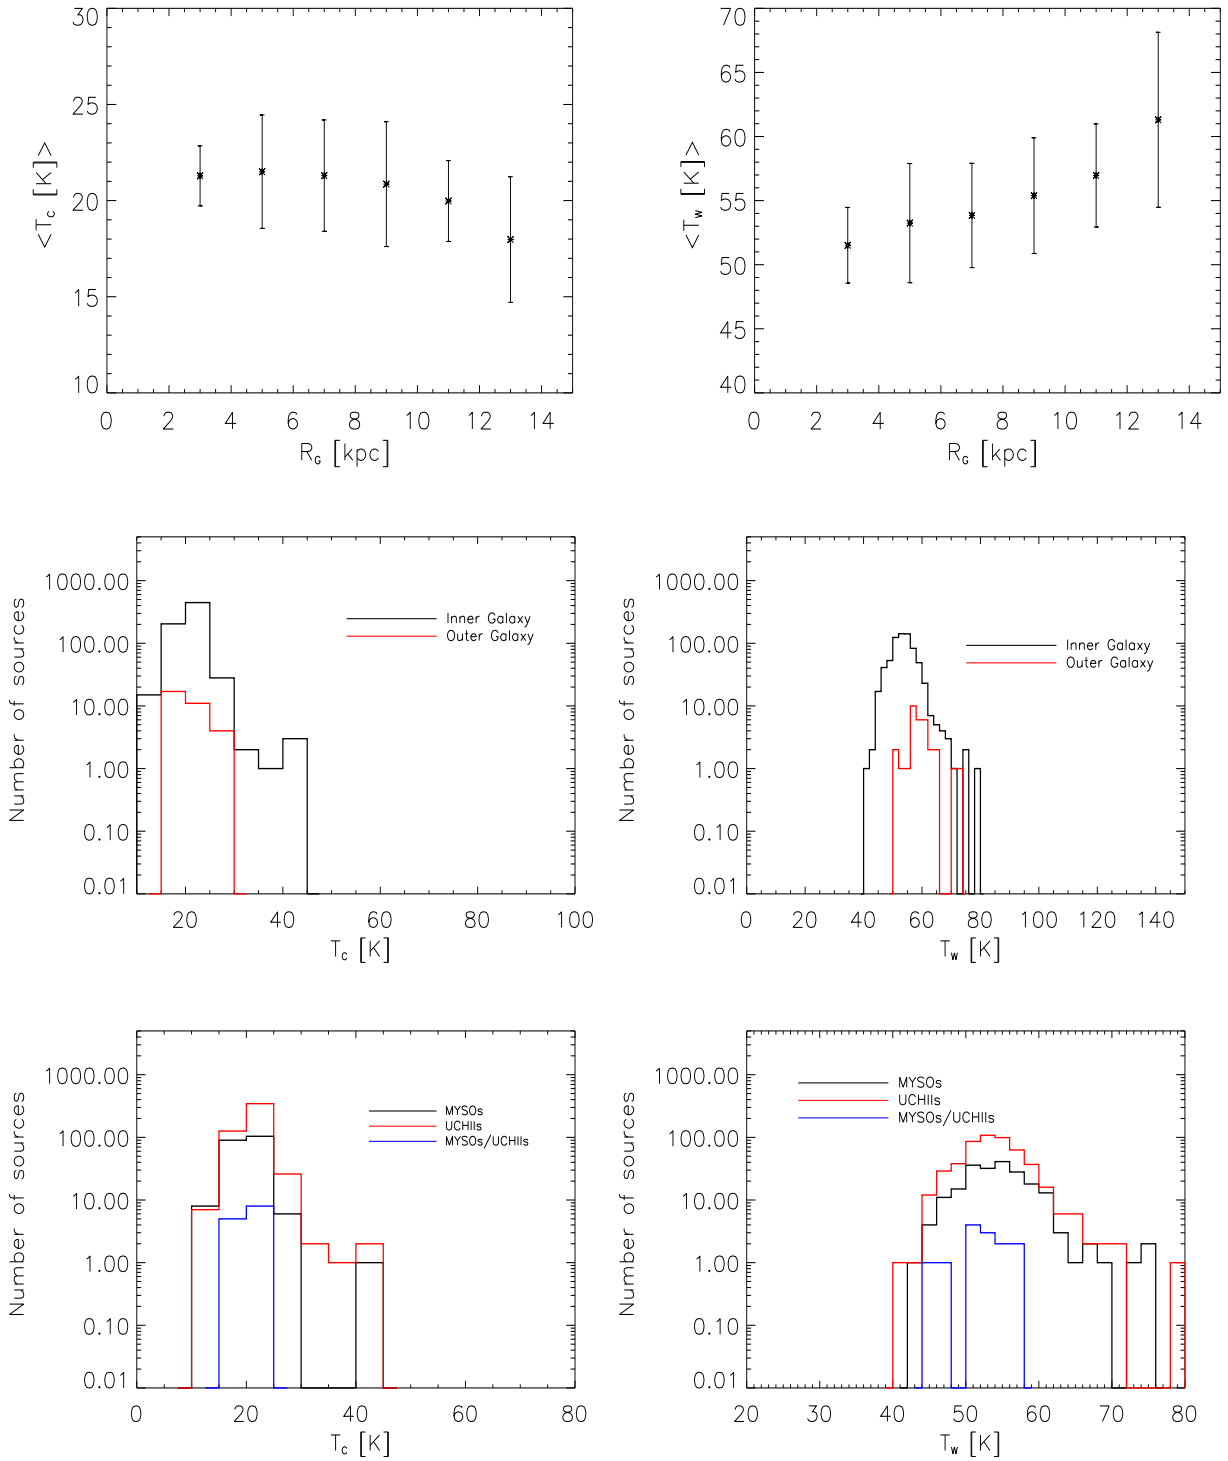 30
25
20
15
10
<T_c [K]>
0 2 4 6 8 10 12 14
R_G [kpc]
70
65
60
55
50
45
40
<T_w [K]>
0 2 4 6 8 10 12 14
R_G [kpc]
1000.00
100.00
10.00
1.00
0.10
0.01
Number of sources
Inner Galaxy
Outer Galaxy
20 40 60 80 100
T_c [K]
1000.00
100.00
10.00
1.00
0.10
0.01
Number of sources
Inner Galaxy
Outer Galaxy
0 20 40 60 80 100 120 140
T_w [K]
1000.00
100.00
10.00
1.00
0.10
0.01
Number of sources
MYSOs
UCHIIs
MYSOs/UCHIIs
0 20 40 60 80
T_c [K]
1000.00
100.00
10.00
1.00
0.10
0.01
Number of sources
MYSOs
UCHIIs
MYSOs/UCHIIs
20 30 40 50 60 70 80
T_w [K]